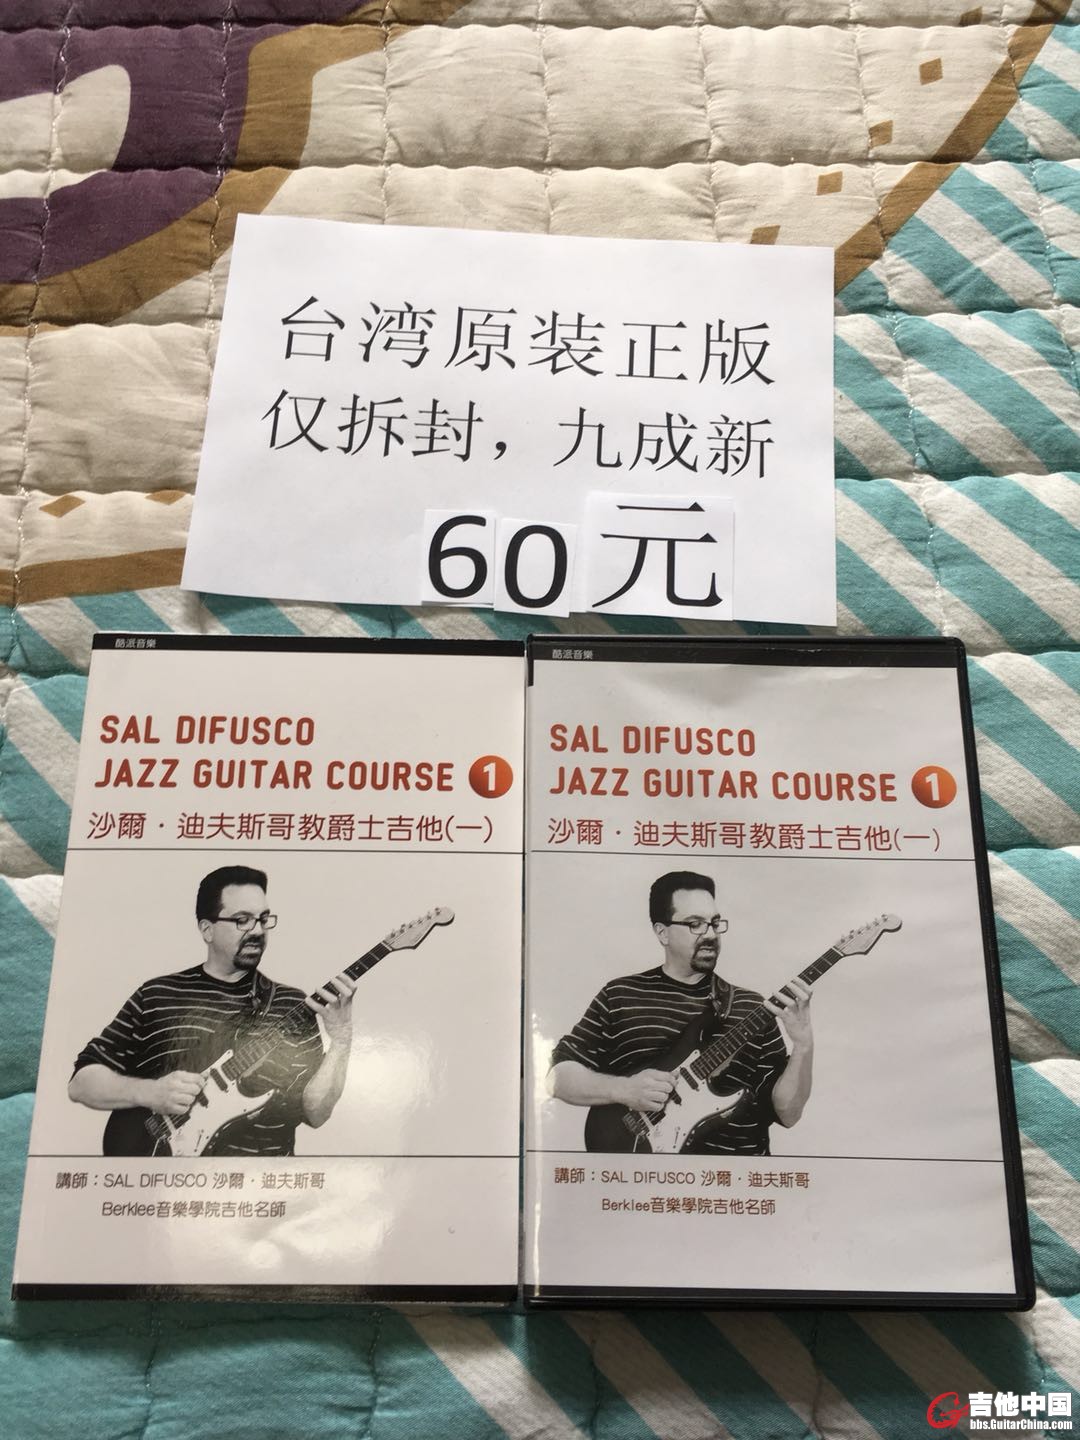 台湾原装正版
仅拆封，九成新
60元
酷派音樂
SAL DIFUSCO
JAZZ GUITAR COURSE 1
沙爾·迪夫斯哥教爵士吉他(一)
講師：SAL DIFUSCO 沙爾·迪夫斯哥
Berklee音樂學院吉他名師
酷派音樂
SAL DIFUSCO
JAZZ GUITAR COURSE 1
沙爾·迪夫斯哥教爵士吉他(一)
講師：SAL DIFUSCO 沙爾·迪夫斯哥
Berklee音樂學院吉他名師
吉他中国
bbs.GuitarChina.com